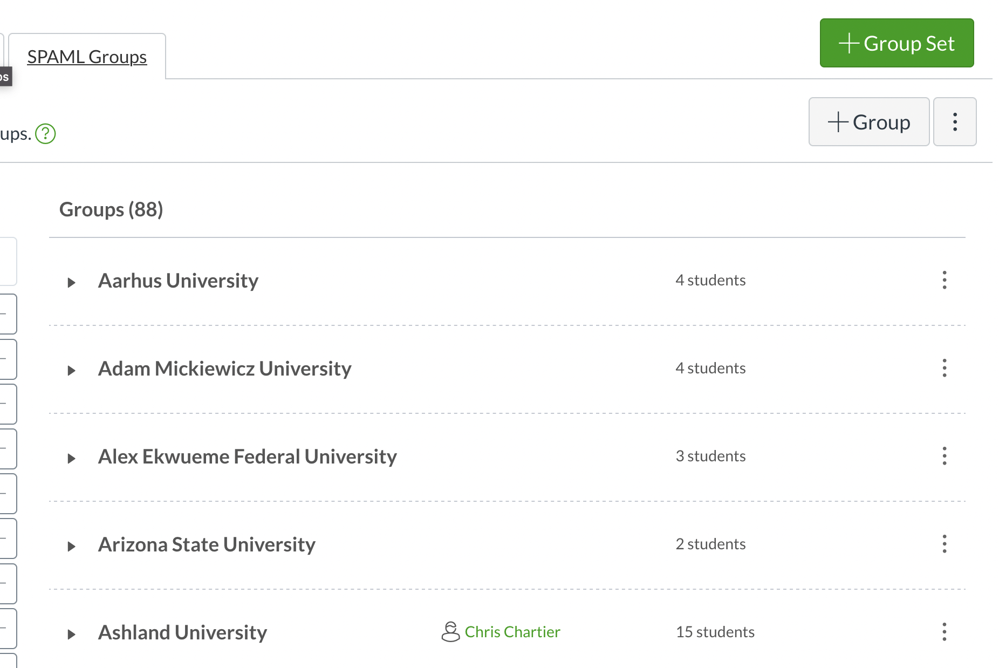 + Group Set
SPAML Groups
ps
ups. ?
+ Group
Groups (88)
Aarhus University 4 students
Adam Mickiewicz University 4 students
Alex Ekwueme Federal University 3 students
Arizona State University 2 students
Ashland University Chris Chartier 15 students